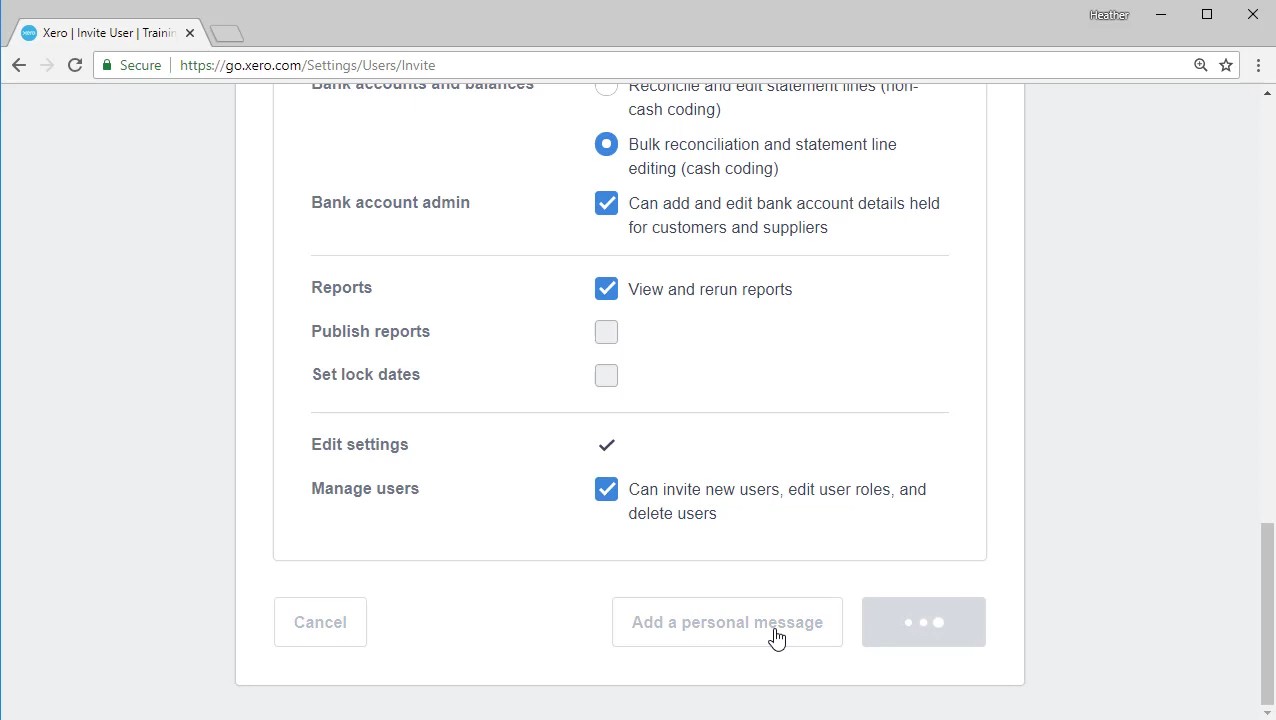 Heather
xero
Xero | Invite User | Trainin
Secure
https://go.xero.com/Settings/Users/Invite
Bank accounts and balances
Reconcile and edit statement lines (non-
cash coding)
Bulk reconciliation and statement line
editing (cash coding)
Bank account admin
Can add and edit bank account details held
for customers and suppliers
Reports
View and rerun reports
Publish reports
Set lock dates
Edit settings
Manage users
Can invite new users, edit user roles, and
delete users
Cancel
Add a personal message